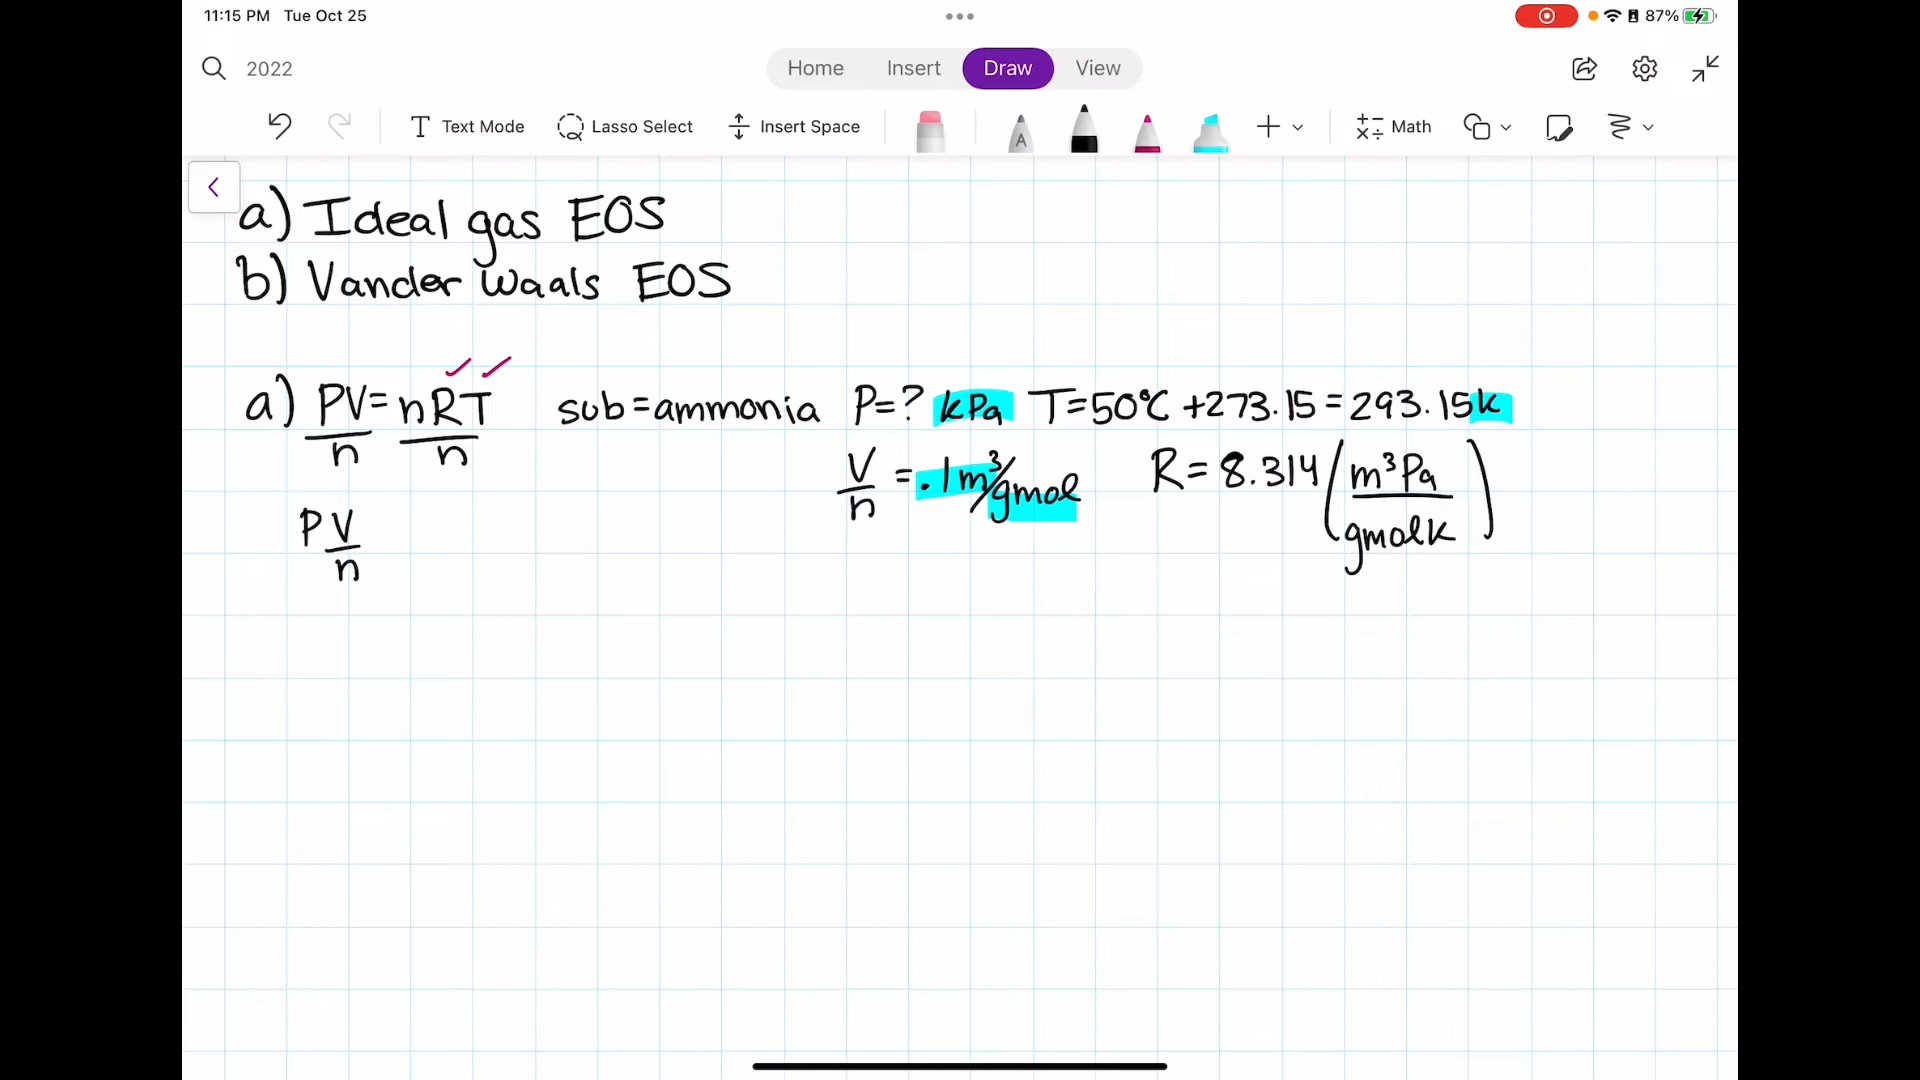 11:15 PM Tue Oct 25
87%
2022
Home Insert Draw View
Text Mode Lasso Select Insert Space A Math
a) Ideal gas EOS
b) Vander Waals EOS
a) PV = nRT sub = ammonia P = ? kPa T = 50°C + 273.15 = 293.15k
n n
V/n = .1 m³/gmol R = 8.314 (m³Pa/gmolk)
P V/n